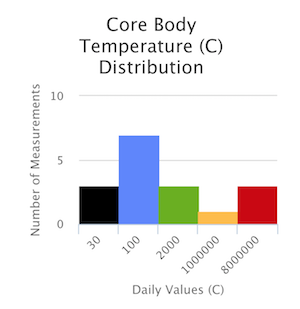 Core Body
Temperature (C)
Distribution
Number of Measurements
10
5
0
30
100
2000
1000000
8000000
Daily Values (C)